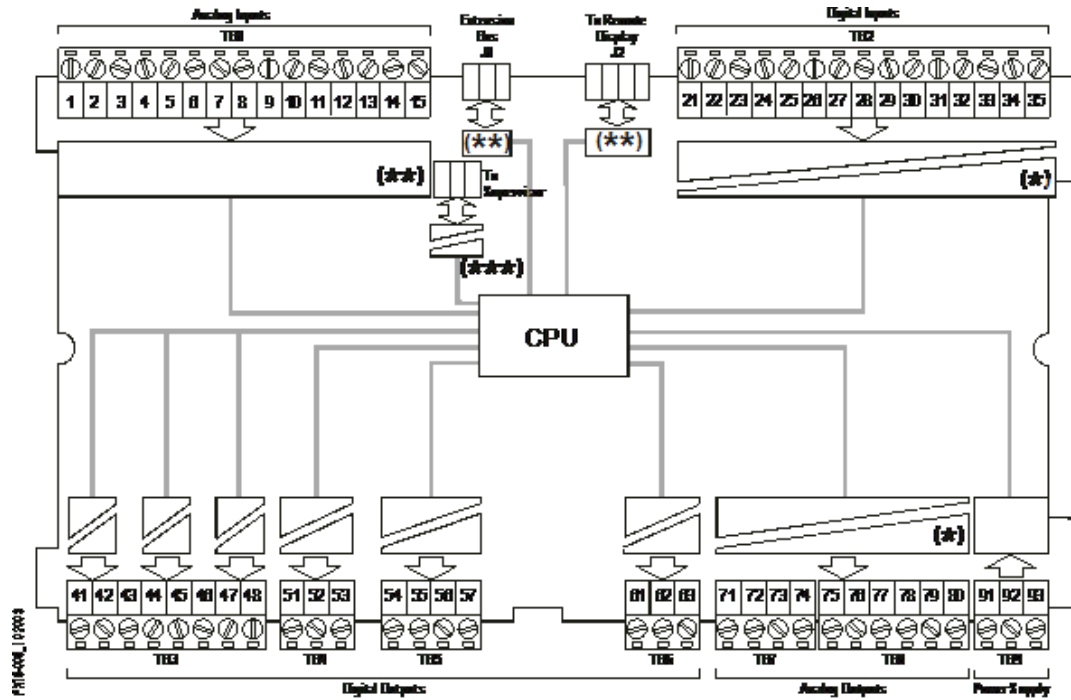 Analog Inputs
TB1
1 2 3 4 5 6 7 8 9 10 11 12 13 14 15
Extension
Bus
J1
To Remote
Display
J2
Digital Inputs
TB2
21 22 23 24 25 26 27 28 29 30 31 32 33 34 35
(**)
(**)
(**)
To
Supervisor
(*)
(***)
CPU
(*)
41 42 43 44 45 46 47 48
51 52 53
54 55 56 57
61 62 63
71 72 73 74 75 76 77 78 79 80
91 92 93
TB3
TB4
TB5
TB6
TB7
TB8
TB9
Digital Outputs
Analog Outputs
Power Supply